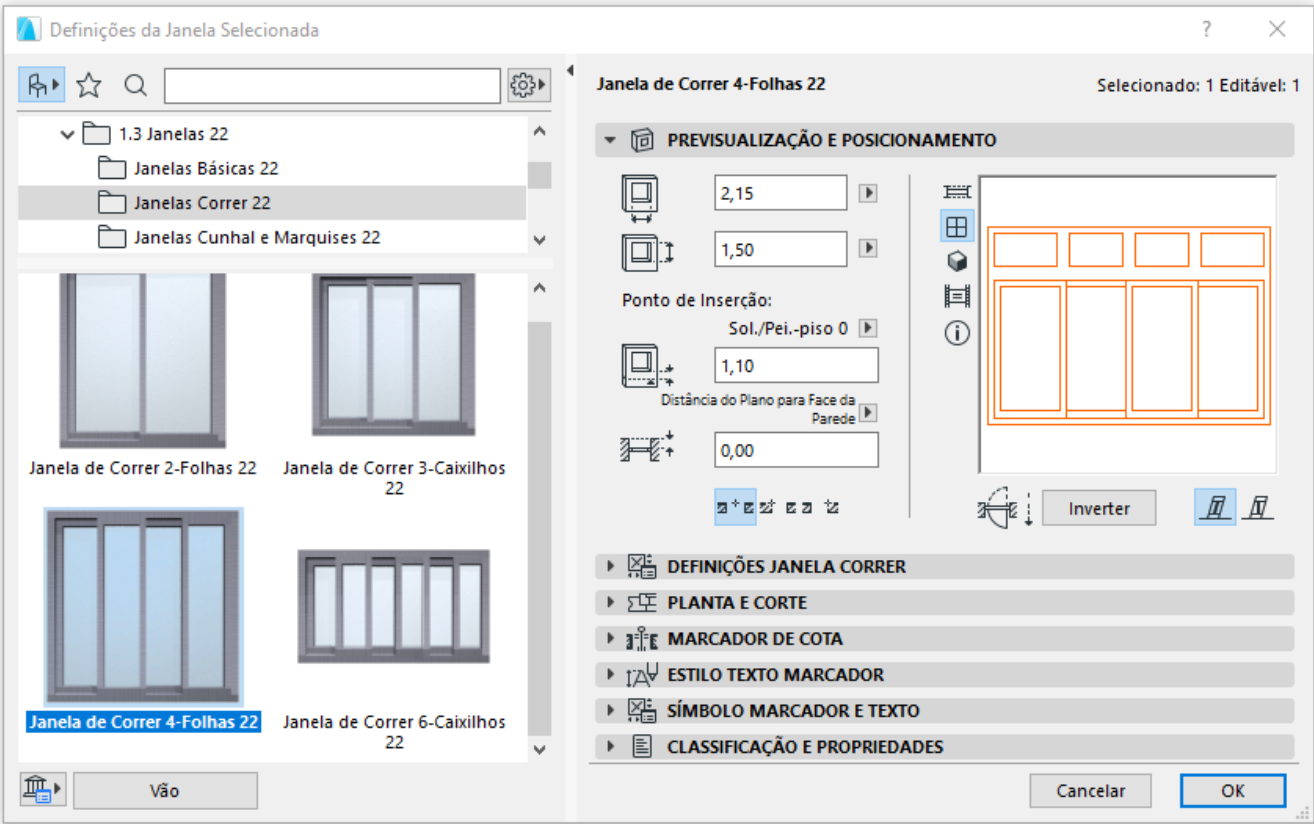 Definições da Janela Selecionada
?
1.3 Janelas 22
Janelas Básicas 22
Janelas Correr 22
Janelas Cunhal e Marquises 22
Janela de Correr 2-Folhas 22
Janela de Correr 3-Caixilhos
22
Janela de Correr 4-Folhas 22
Janela de Correr 6-Caixilhos
22
Vão
Janela de Correr 4-Folhas 22
Selecionado: 1 Editável: 1
PREVISUALIZAÇÃO E POSICIONAMENTO
2,15
1,50
Ponto de Inserção:
Sol./Pei.-piso 0
1,10
Distância do Plano para Face da
Parede
0,00
Inverter
DEFINIÇÕES JANELA CORRER
PLANTA E CORTE
MARCADOR DE COTA
ESTILO TEXTO MARCADOR
SÍMBOLO MARCADOR E TEXTO
CLASSIFICAÇÃO E PROPRIEDADES
Cancelar
OK